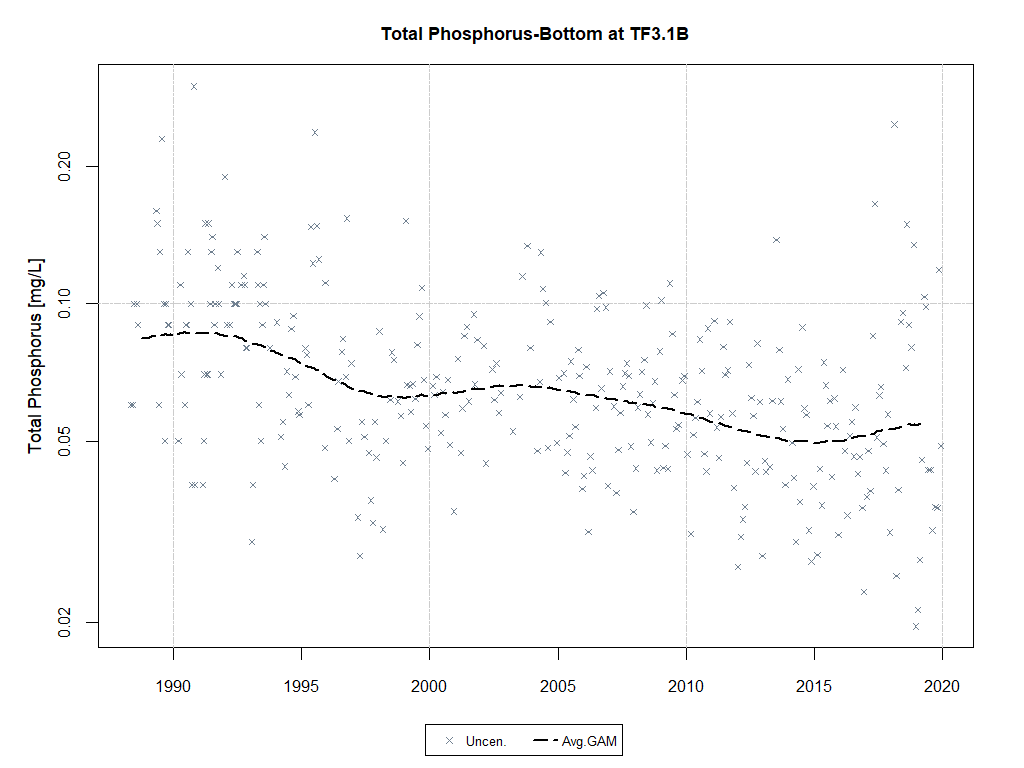 Total Phosphorus-Bottom at TF3.1B
Total Phosphorus [mg/L]
0.20
0.10
0.05
0.02
1990 1995 2000 2005 2010 2015 2020
Uncen. Avg.GAM